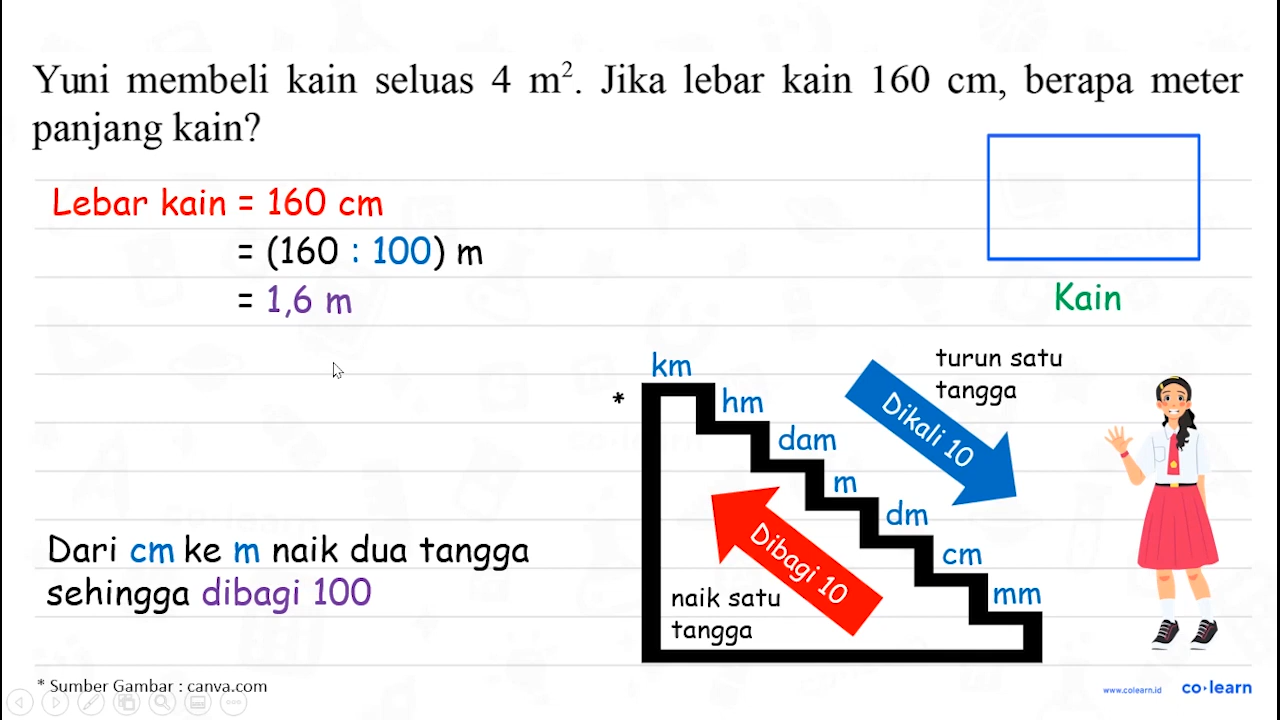 Yuni membeli kain seluas 4 m². Jika lebar kain 160 cm, berapa meter
panjang kain?
Lebar kain = 160 cm
= (160 : 100) m
= 1,6 m
Kain
km
hm
dam
m
dm
cm
mm
*
turun satu
tangga
Dikali 10
Dibagi 10
naik satu
tangga
Dari cm ke m naik dua tangga
sehingga dibagi 100
* Sumber Gambar : canva.com
www.colearn.id
co·learn